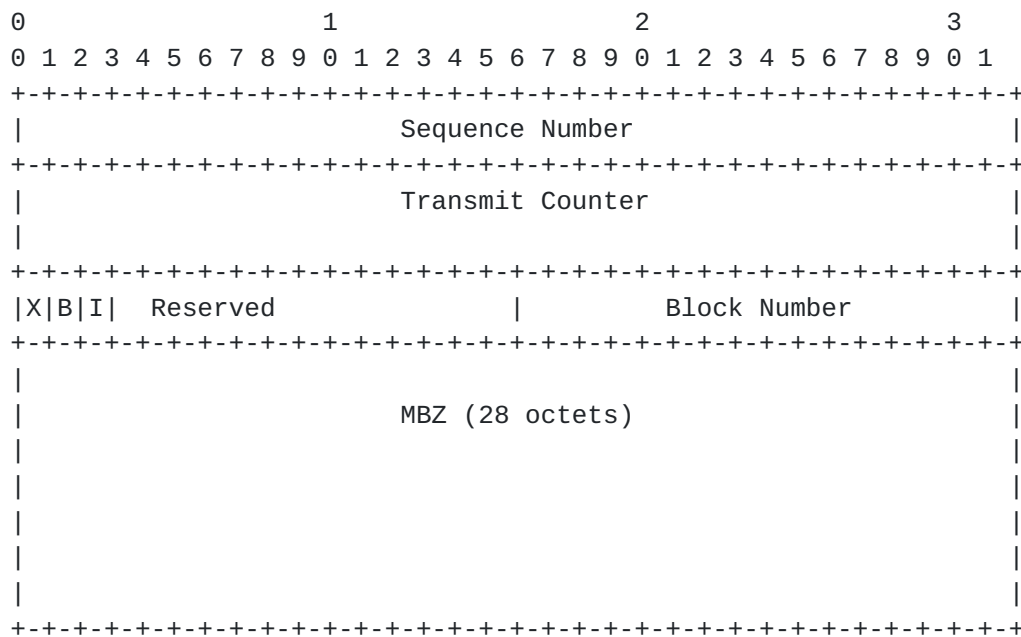 0                   1                   2                   3
0 1 2 3 4 5 6 7 8 9 0 1 2 3 4 5 6 7 8 9 0 1 2 3 4 5 6 7 8 9 0 1
+-+-+-+-+-+-+-+-+-+-+-+-+-+-+-+-+-+-+-+-+-+-+-+-+-+-+-+-+-+-+-+-+
|                        Sequence Number                        |
+-+-+-+-+-+-+-+-+-+-+-+-+-+-+-+-+-+-+-+-+-+-+-+-+-+-+-+-+-+-+-+-+
|                        Transmit Counter                       |
|                                                               |
+-+-+-+-+-+-+-+-+-+-+-+-+-+-+-+-+-+-+-+-+-+-+-+-+-+-+-+-+-+-+-+-+
|X|B|I|  Reserved               |         Block Number          |
+-+-+-+-+-+-+-+-+-+-+-+-+-+-+-+-+-+-+-+-+-+-+-+-+-+-+-+-+-+-+-+-+
|                                                               |
|                        MBZ (28 octets)                        |
|                                                               |
|                                                               |
|                                                               |
|                                                               |
|                                                               |
+-+-+-+-+-+-+-+-+-+-+-+-+-+-+-+-+-+-+-+-+-+-+-+-+-+-+-+-+-+-+-+-+